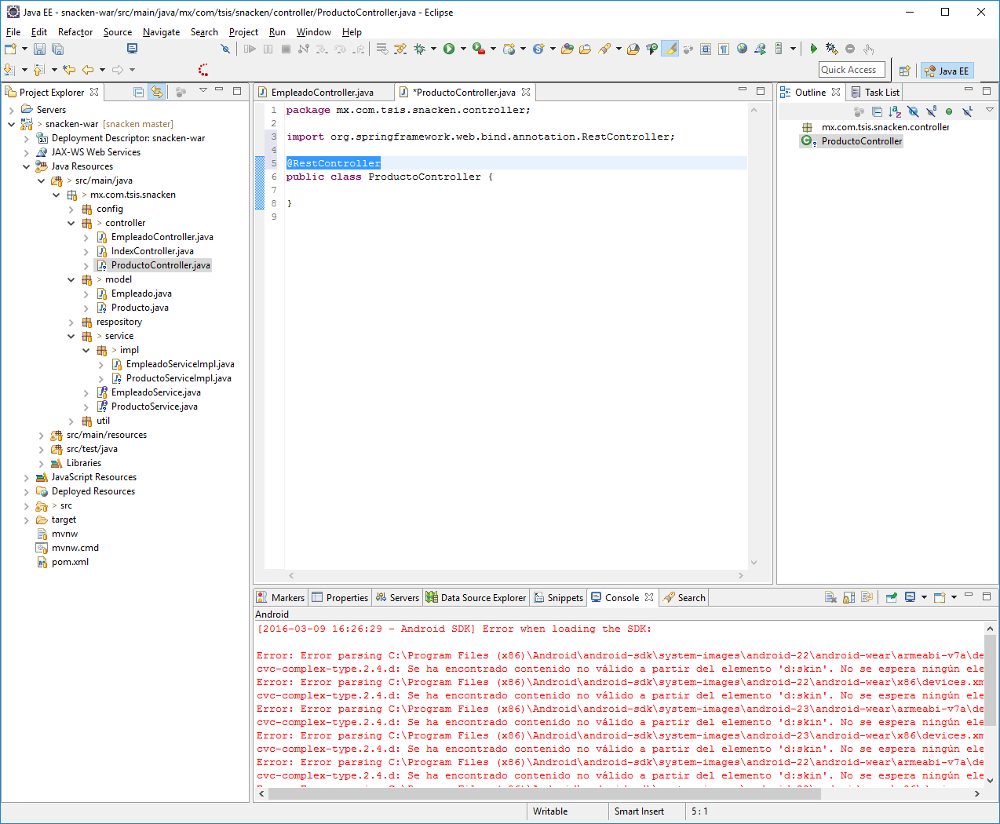 Java EE - snacken-war/src/main/java/mx/com/tsis/snacken/controller/ProductoController.java - Eclipse
File Edit Refactor Source Navigate Search Project Run Window Help
Quick Access
Java EE
Project Explorer
Servers
> snacken-war [snacken master]
Deployment Descriptor: snacken-war
JAX-WS Web Services
Java Resources
> src/main/java
> mx.com.tsis.snacken
config
> controller
EmpleadoController.java
IndexController.java
ProductoController.java
> model
Empleado.java
Producto.java
respository
> service
> impl
EmpleadoServiceImpl.java
ProductoServiceImpl.java
EmpleadoService.java
ProductoService.java
util
src/main/resources
src/test/java
Libraries
JavaScript Resources
Deployed Resources
> src
target
mvnw
mvnw.cmd
pom.xml
EmpleadoController.java *ProductoController.java
1 package mx.com.tsis.snacken.controller;
2
3 import org.springframework.web.bind.annotation.RestController;
4
5 @RestController
6 public class ProductoController {
7
8 }
9
Outline Task List
mx.com.tsis.snacken.controller
ProductoController
Markers Properties Servers Data Source Explorer Snippets Console Search
Android
[2016-03-09 16:26:29 - Android SDK] Error when loading the SDK:
Error: Error parsing C:\Program Files (x86)\Android\android-sdk\system-images\android-22\android-wear\armeabi-v7a\de
cvc-complex-type.2.4.d: Se ha encontrado contenido no válido a partir del elemento 'd:skin'. No se espera ningún ele
Error: Error parsing C:\Program Files (x86)\Android\android-sdk\system-images\android-22\android-wear\x86\devices.xm
cvc-complex-type.2.4.d: Se ha encontrado contenido no válido a partir del elemento 'd:skin'. No se espera ningún ele
Error: Error parsing C:\Program Files (x86)\Android\android-sdk\system-images\android-23\android-wear\armeabi-v7a\de
cvc-complex-type.2.4.d: Se ha encontrado contenido no válido a partir del elemento 'd:skin'. No se espera ningún ele
Error: Error parsing C:\Program Files (x86)\Android\android-sdk\system-images\android-23\android-wear\x86\devices.xm
cvc-complex-type.2.4.d: Se ha encontrado contenido no válido a partir del elemento 'd:skin'. No se espera ningún ele
Error: Error parsing C:\Program Files (x86)\Android\android-sdk\system-images\android-22\android-wear\armeabi-v7a\de
cvc-complex-type.2.4.d: Se ha encontrado contenido no válido a partir del elemento 'd:skin'. No se espera ningún ele
Writable Smart Insert 5 : 1